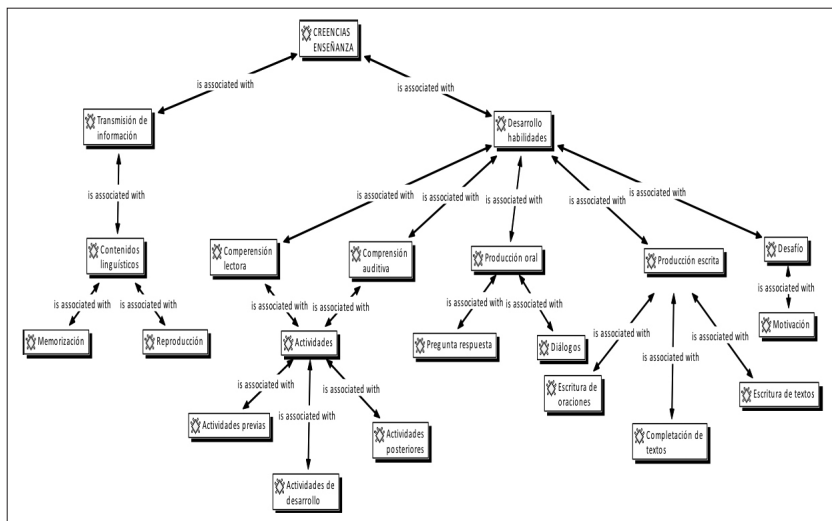 CREENCIAS
ENSEÑANZA
is associated with
is associated with
Transmisión de
información
Desarrollo
habilidades
is associated with
is associated with
is associated with
is associated with
is associated with
is associated with
Contenidos
linguísticos
Comperensión
lectora
Comprensión
auditiva
Producción oral
Producción escrita
Desafío
is associated with
is associated with
is associated with
is associated with
is associated with
is associated with
is associated with
Memorización
Reproducción
Actividades
Pregunta respuesta
Diálogos
Motivación
is associated with
is associated with
is associated with
is associated with
is associated with
is associated with
Escritura de
oraciones
Escritura de textos
Actividades previas
Actividades
posteriores
Completación de
textos
Actividades de
desarrollo